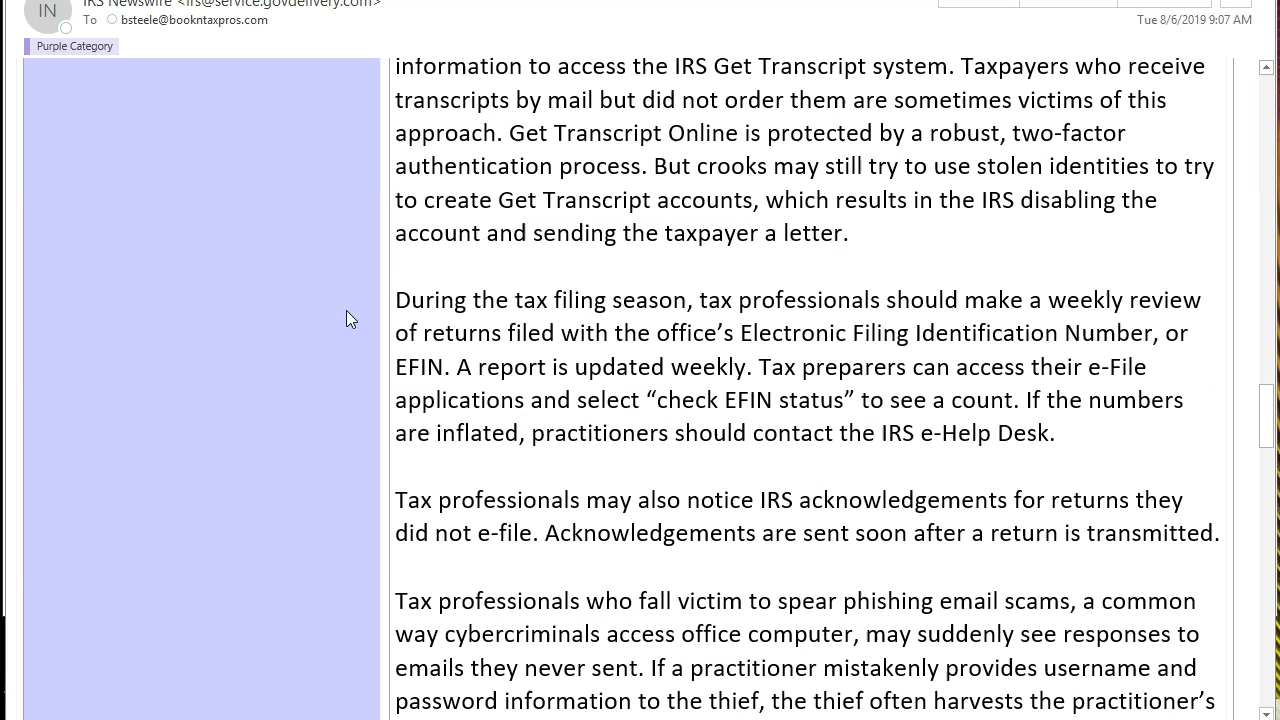 IN
IRS Newswire <irs@service.govdelivery.com>
To bsteele@bookntaxpros.com
Tue 8/6/2019 9:07 AM
Purple Category
information to access the IRS Get Transcript system. Taxpayers who receive
transcripts by mail but did not order them are sometimes victims of this
approach. Get Transcript Online is protected by a robust, two-factor
authentication process. But crooks may still try to use stolen identities to try
to create Get Transcript accounts, which results in the IRS disabling the
account and sending the taxpayer a letter.
During the tax filing season, tax professionals should make a weekly review
of returns filed with the office’s Electronic Filing Identification Number, or
EFIN. A report is updated weekly. Tax preparers can access their e-File
applications and select “check EFIN status” to see a count. If the numbers
are inflated, practitioners should contact the IRS e-Help Desk.
Tax professionals may also notice IRS acknowledgements for returns they
did not e-file. Acknowledgements are sent soon after a return is transmitted.
Tax professionals who fall victim to spear phishing email scams, a common
way cybercriminals access office computer, may suddenly see responses to
emails they never sent. If a practitioner mistakenly provides username and
password information to the thief, the thief often harvests the practitioner’s